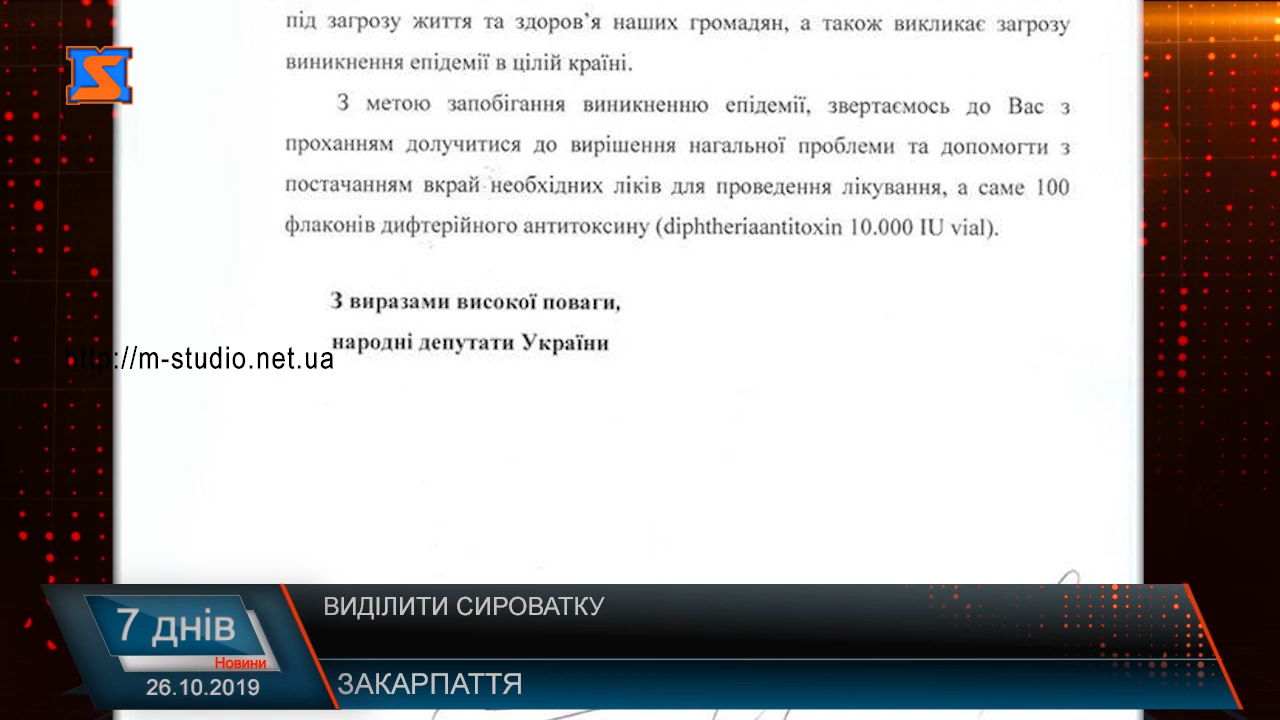 під загрозу життя та здоров’я наших громадян, а також викликає загрозу
виникнення епідемії в цілій країні.
З метою запобігання виникненню епідемії, звертаємось до Вас з
проханням долучитися до вирішення нагальної проблеми та допомогти з
постачанням вкрай необхідних ліків для проведення лікування, а саме 100
флаконів дифтерійного антитоксину (diphtheriaantitoxin 10.000 IU vial).
З виразами високої поваги,
народні депутати України
http://m-studio.net.ua
7 днів
Новини
26.10.2019
ВИДІЛИТИ СИРОВАТКУ
ЗАКАРПАТТЯ